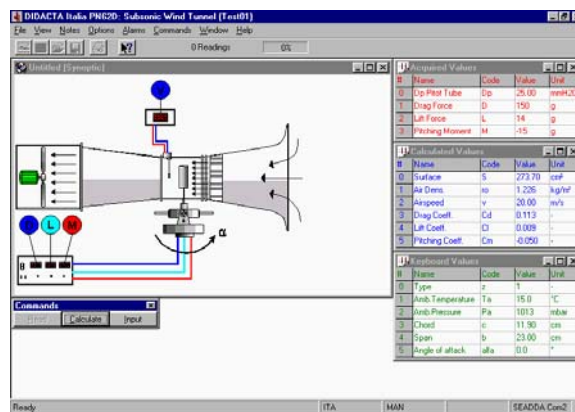 DIDACTA Italia PN62D: Subsonic Wind Tunnel (Test01)
File View Notes Options Alarms Commands Window Help
0 Readings 0%
Untitled (Synoptic)
V
D L M
α
Commands
Reset Calculate Input
Acquired Values
# Name Code Value Unit
0 Dp Pitot Tube Dp 25.00 mmH2O
1 Drag Force D 150 g
2 Lift Force L 14 g
3 Pitching Moment M -15 g
Calculated Values
# Name Code Value Unit
0 Surface S 273.70 cm²
1 Air Dens. ro 1.226 kg/m³
2 Airspeed v 20.00 m/s
3 Drag Coeff. Cd 0.113 -
4 Lift Coeff. Cl 0.009 -
5 Pitching Coeff. Cm -0.050 -
Keyboard Values
# Name Code Value Unit
0 Type z 1 -
1 Amb.Temperature Ta 15.0 °C
2 Amb.Pressure Pa 1013 mbar
3 Chord c 11.90 cm
4 Span b 23.00 cm
5 Angle of attack alfa 0.0 °
Ready ITA MAN SEADDA Com2